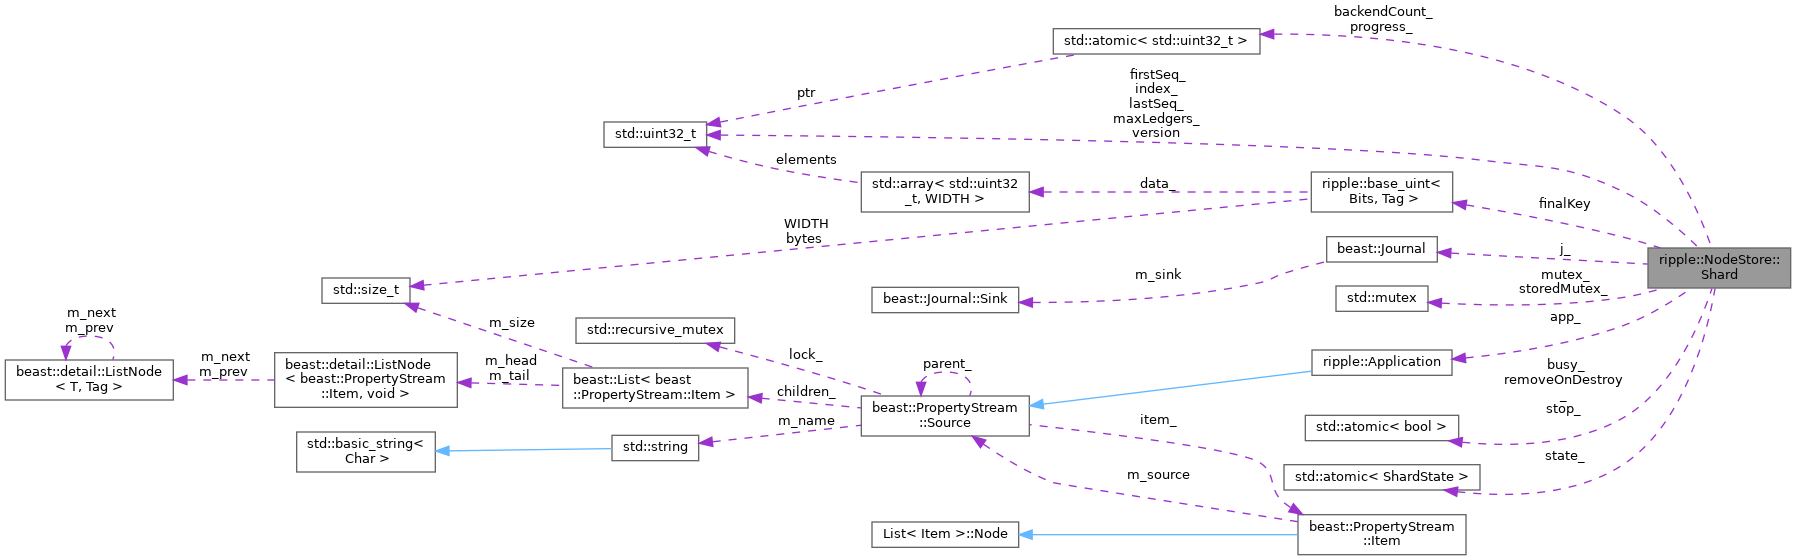 backendCount_
progress_
std::atomic< std::uint32_t >
firstSeq_
index_
lastSeq_
maxLedgers_
version
ptr
std::uint32_t
elements
std::array< std::uint32
_t, WIDTH >
data_
ripple::base_uint<
Bits, Tag >
finalKey
WIDTH
bytes
beast::Journal
j_
ripple::NodeStore::
Shard
m_sink
mutex_
storedMutex_
std::size_t
beast::Journal::Sink
std::mutex
app_
m_next
m_prev
m_size
std::recursive_mutex
lock_
parent_
ripple::Application
beast::detail::ListNode
< T, Tag >
m_next
m_prev
beast::detail::ListNode
< beast::PropertyStream
::Item, void >
m_head
m_tail
beast::List< beast
::PropertyStream::Item >
children_
beast::PropertyStream
::Source
busy_
removeOnDestroy
_
stop_
m_name
item_
std::atomic< bool >
std::basic_string<
Char >
std::string
state_
m_source
std::atomic< ShardState >
List< Item >::Node
beast::PropertyStream
::Item